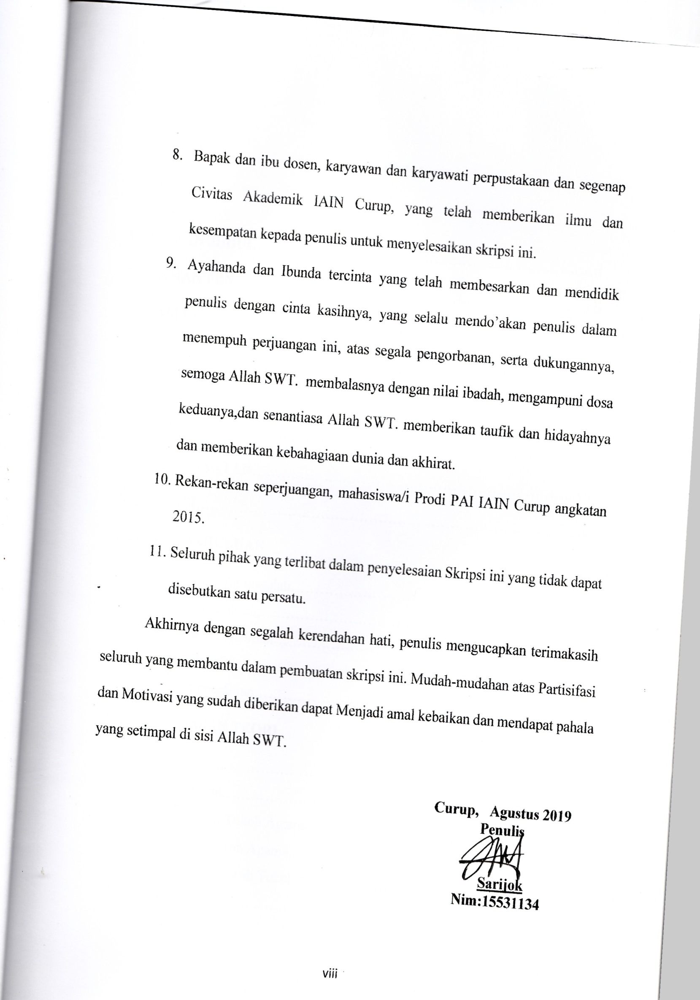 8. Bapak dan ibu dosen, karyawan dan karyawati perpustakaan dan segenap
Civitas Akademik IAIN Curup, yang telah memberikan ilmu dan
kesempatan kepada penulis untuk menyelesaikan skripsi ini.
9. Ayahanda dan Ibunda tercinta yang telah membesarkan dan mendidik
penulis dengan cinta kasihnya, yang selalu mendo’akan penulis dalam
menempuh perjuangan ini, atas segala pengorbanan, serta dukungannya,
semoga Allah SWT. membalasnya dengan nilai ibadah, mengampuni dosa
keduanya,dan senantiasa Allah SWT. memberikan taufik dan hidayahnya
dan memberikan kebahagiaan dunia dan akhirat.
10. Rekan-rekan seperjuangan, mahasiswa/i Prodi PAI IAIN Curup angkatan
2015.
11. Seluruh pihak yang terlibat dalam penyelesaian Skripsi ini yang tidak dapat
disebutkan satu persatu.
Akhirnya dengan segalah kerendahan hati, penulis mengucapkan terimakasih
seluruh yang membantu dalam pembuatan skripsi ini. Mudah-mudahan atas Partisifasi
dan Motivasi yang sudah diberikan dapat Menjadi amal kebaikan dan mendapat pahala
yang setimpal di sisi Allah SWT.
Curup, Agustus 2019
Penulis
Sarijok
Nim:15531134
viii